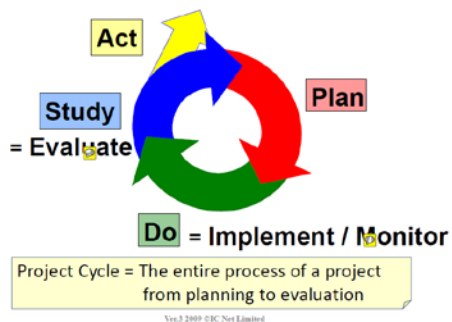 Act
Plan
Study
= Evaluate
Do = Implement / Monitor
Project Cycle = The entire process of a project
from planning to evaluation
Ver.3 2009 ©IC Net Limited